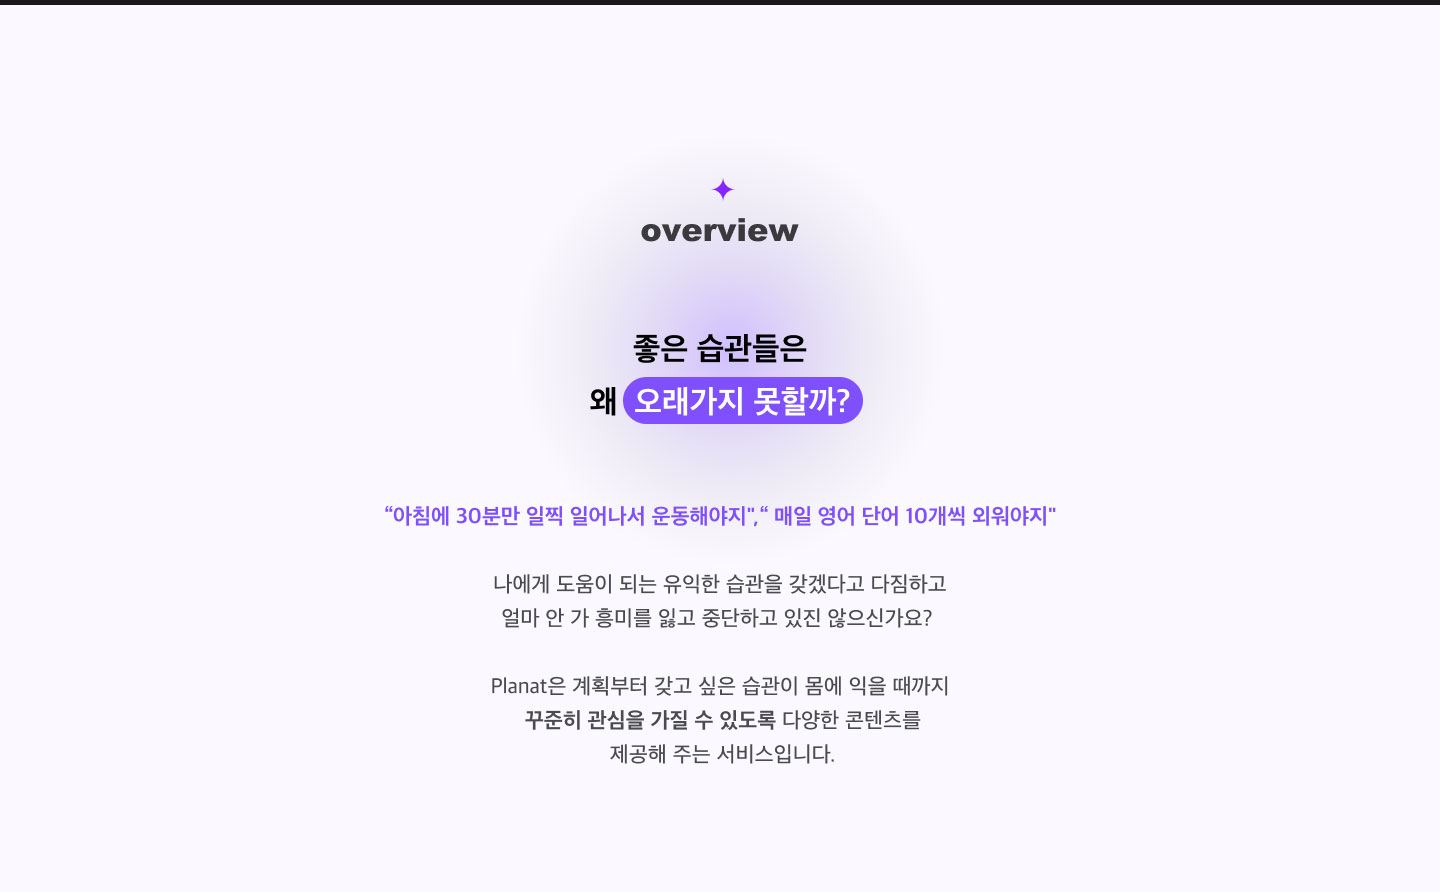 overview
좋은 습관들은
왜 오래가지 못할까?
“아침에 30분만 일찍 일어나서 운동해야지",“ 매일 영어 단어 10개씩 외워야지"
나에게 도움이 되는 유익한 습관을 갖겠다고 다짐하고
얼마 안 가 흥미를 잃고 중단하고 있진 않으신가요?
Planat은 계획부터 갖고 싶은 습관이 몸에 익을 때까지
꾸준히 관심을 가질 수 있도록 다양한 콘텐츠를
제공해 주는 서비스입니다.